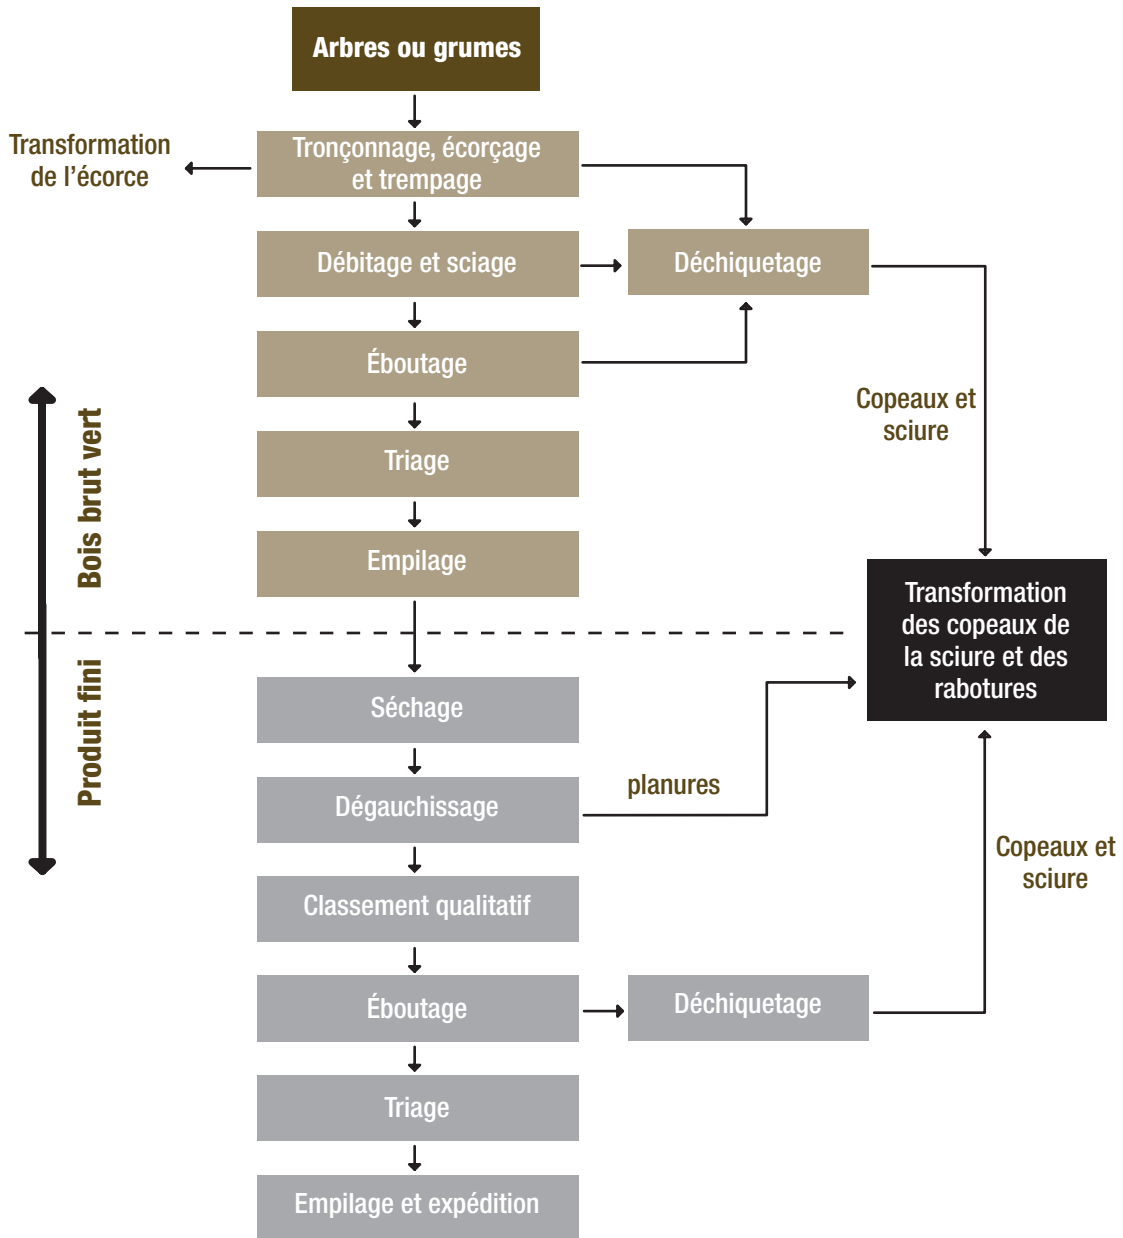 Arbres ou grumes
Transformation
de l'écorce
Tronçonnage, écorçage
et trempage
Débitage et sciage
Déchiquetage
Éboutage
Copeaux et
sciure
Triage
Bois brut vert
Empilage
Transformation
des copeaux de
la sciure et des
rabotures
Produit fini
Séchage
planures
Dégauchissage
Copeaux et
sciure
Classement qualitatif
Éboutage
Déchiquetage
Triage
Empilage et expédition